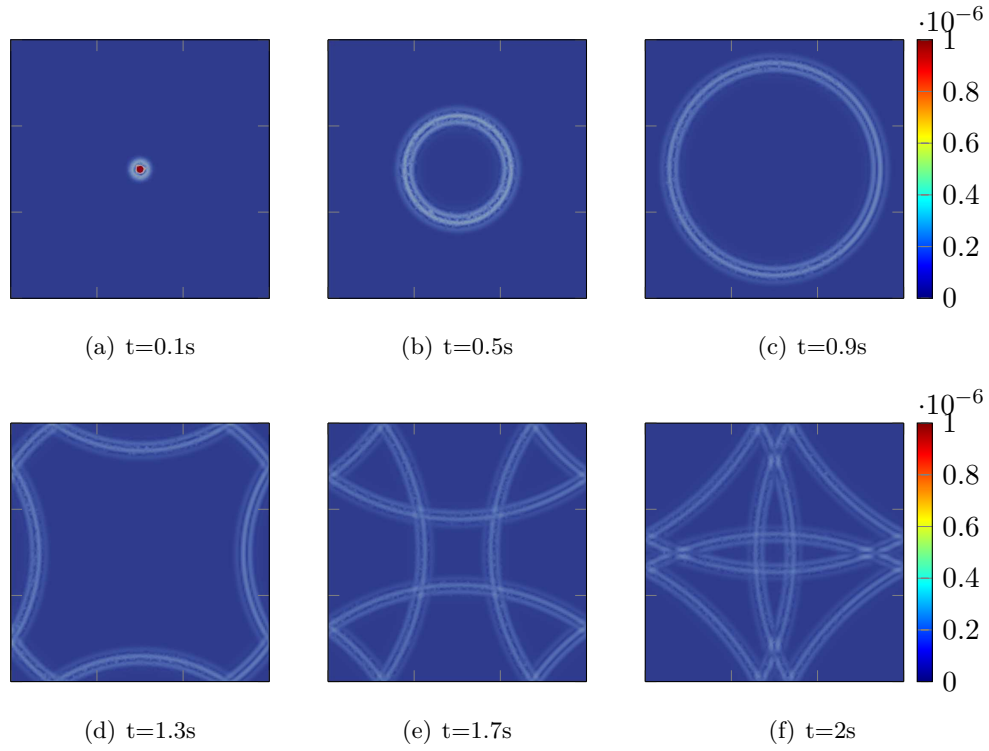 ·10⁻⁶
1
0.8
0.6
0.4
0.2
0
(a) t=0.1s
(b) t=0.5s
(c) t=0.9s
·10⁻⁶
1
0.8
0.6
0.4
0.2
0
(d) t=1.3s
(e) t=1.7s
(f) t=2s